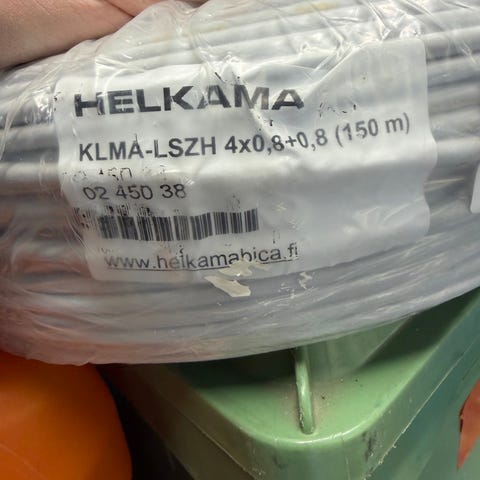 HELKAMA
KLMA-LSZH 4x0,8+0,8 (150 m)
02 450 38
www.helkamabica.fi